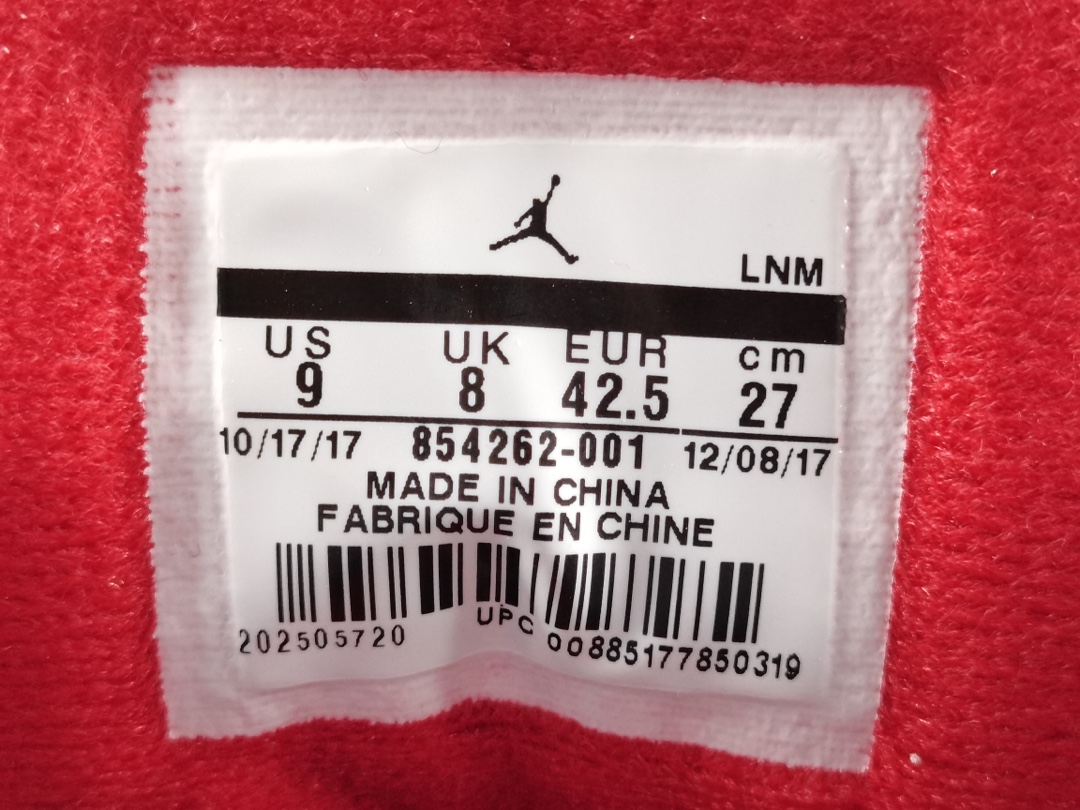 LNM
US UK EUR cm
9 8 42.5 27
10/17/17 854262-001 12/08/17
MADE IN CHINA
FABRIQUE EN CHINE
202505720 UPC 00885177850319